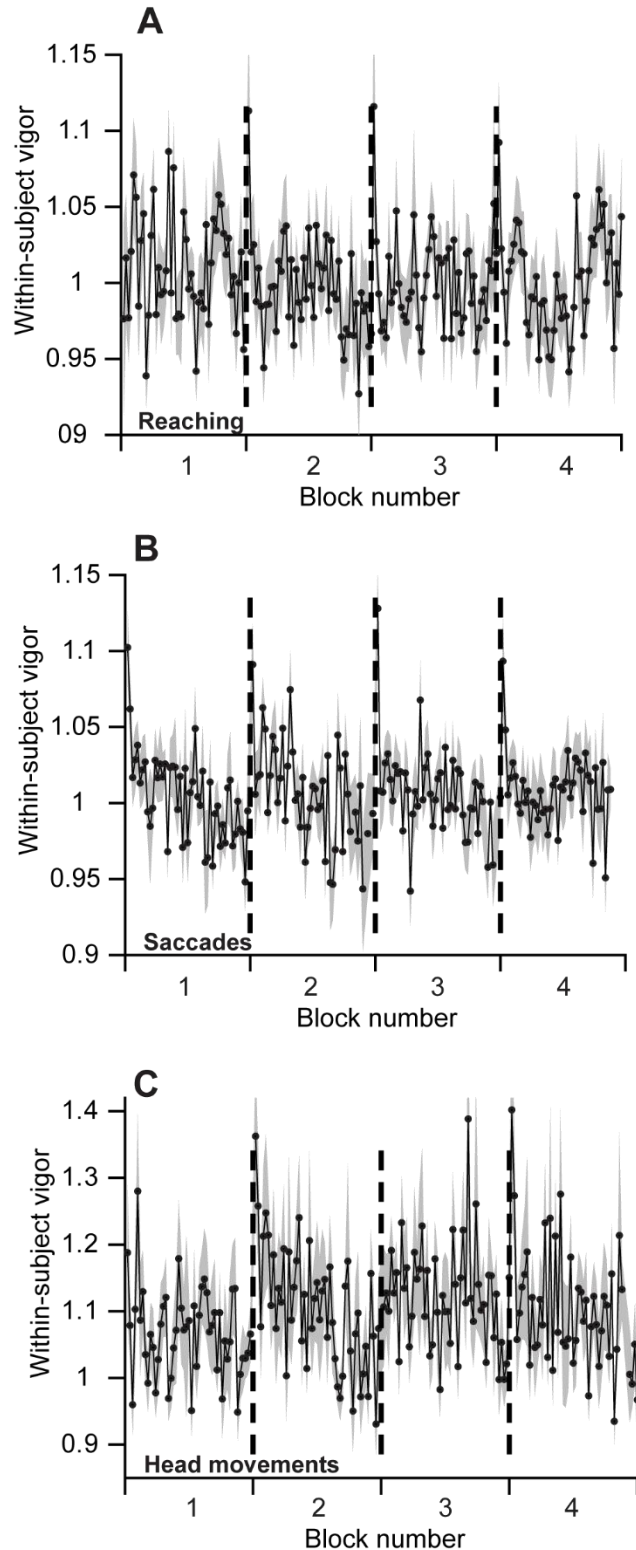 A
1.15
1.1
1.05
1
0.95
09
Within-subject vigor
Reaching
1 2 3 4
Block number
B
1.15
1.1
1.05
1
0.95
0.9
Within-subject vigor
Saccades
1 2 3 4
Block number
C
1.4
1.3
1.2
1.1
1
0.9
Within-subject vigor
Head movements
1 2 3 4
Block number